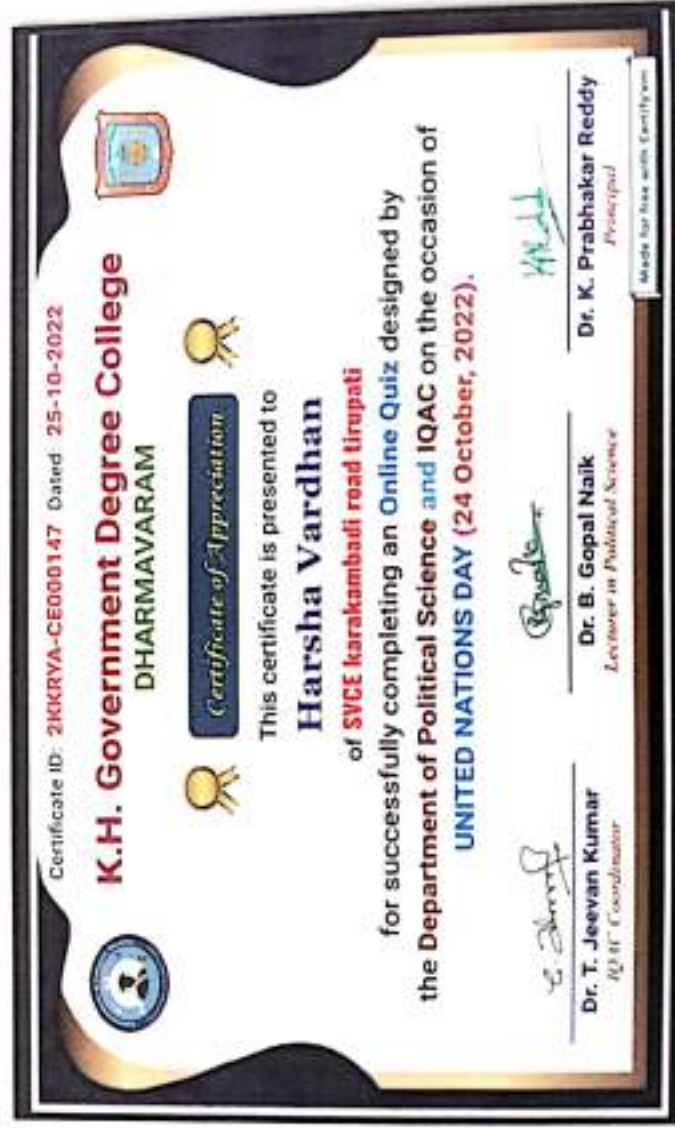 Certificate ID: 2KKRYA-CE000147 Dated 25-10-2022
K.H. Government Degree College
DHARMAVARAM
Certificate of Appreciation
This certificate is presented to
Harsha Vardhan
of SVCE karakambadi road tirupati
for successfully completing an Online Quiz designed by
the Department of Political Science and IQAC on the occasion of
UNITED NATIONS DAY (24 October, 2022).
Dr. T. Jeevan Kumar
IQAC Coordinator
Dr. B. Gopal Naik
Lecturer in Political Science
Dr. K. Prabhakar Reddy
Principal
Made for free with Certify'em